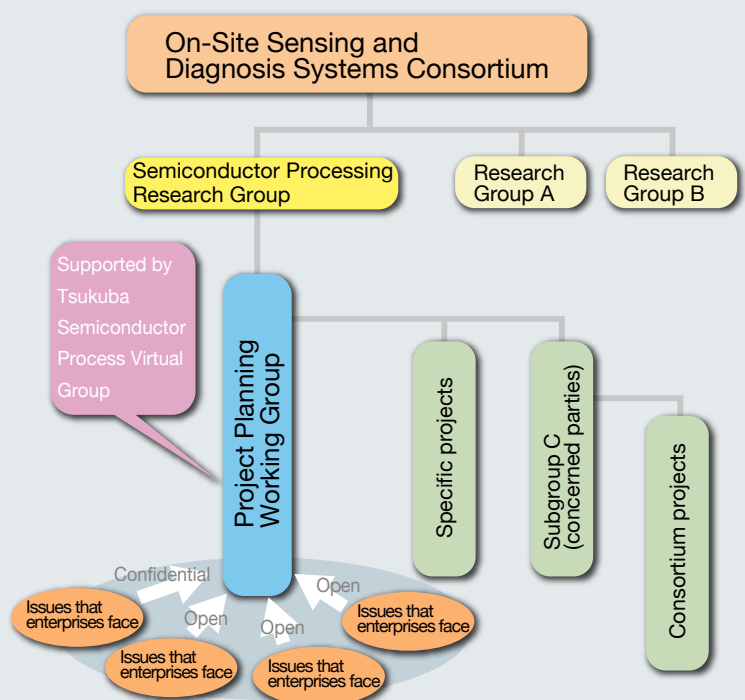 On-Site Sensing and
Diagnosis Systems Consortium
Semiconductor Processing
Research Group
Research
Group A
Research
Group B
Supported by
Tsukuba
Semiconductor
Process Virtual
Group
Project Planning
Working Group
Specific projects
Subgroup C
(concerned parties)
Consortium projects
Confidential
Open
Open
Open
Issues that
enterprises face
Issues that
enterprises face
Issues that
enterprises face
Issues that
enterprises face